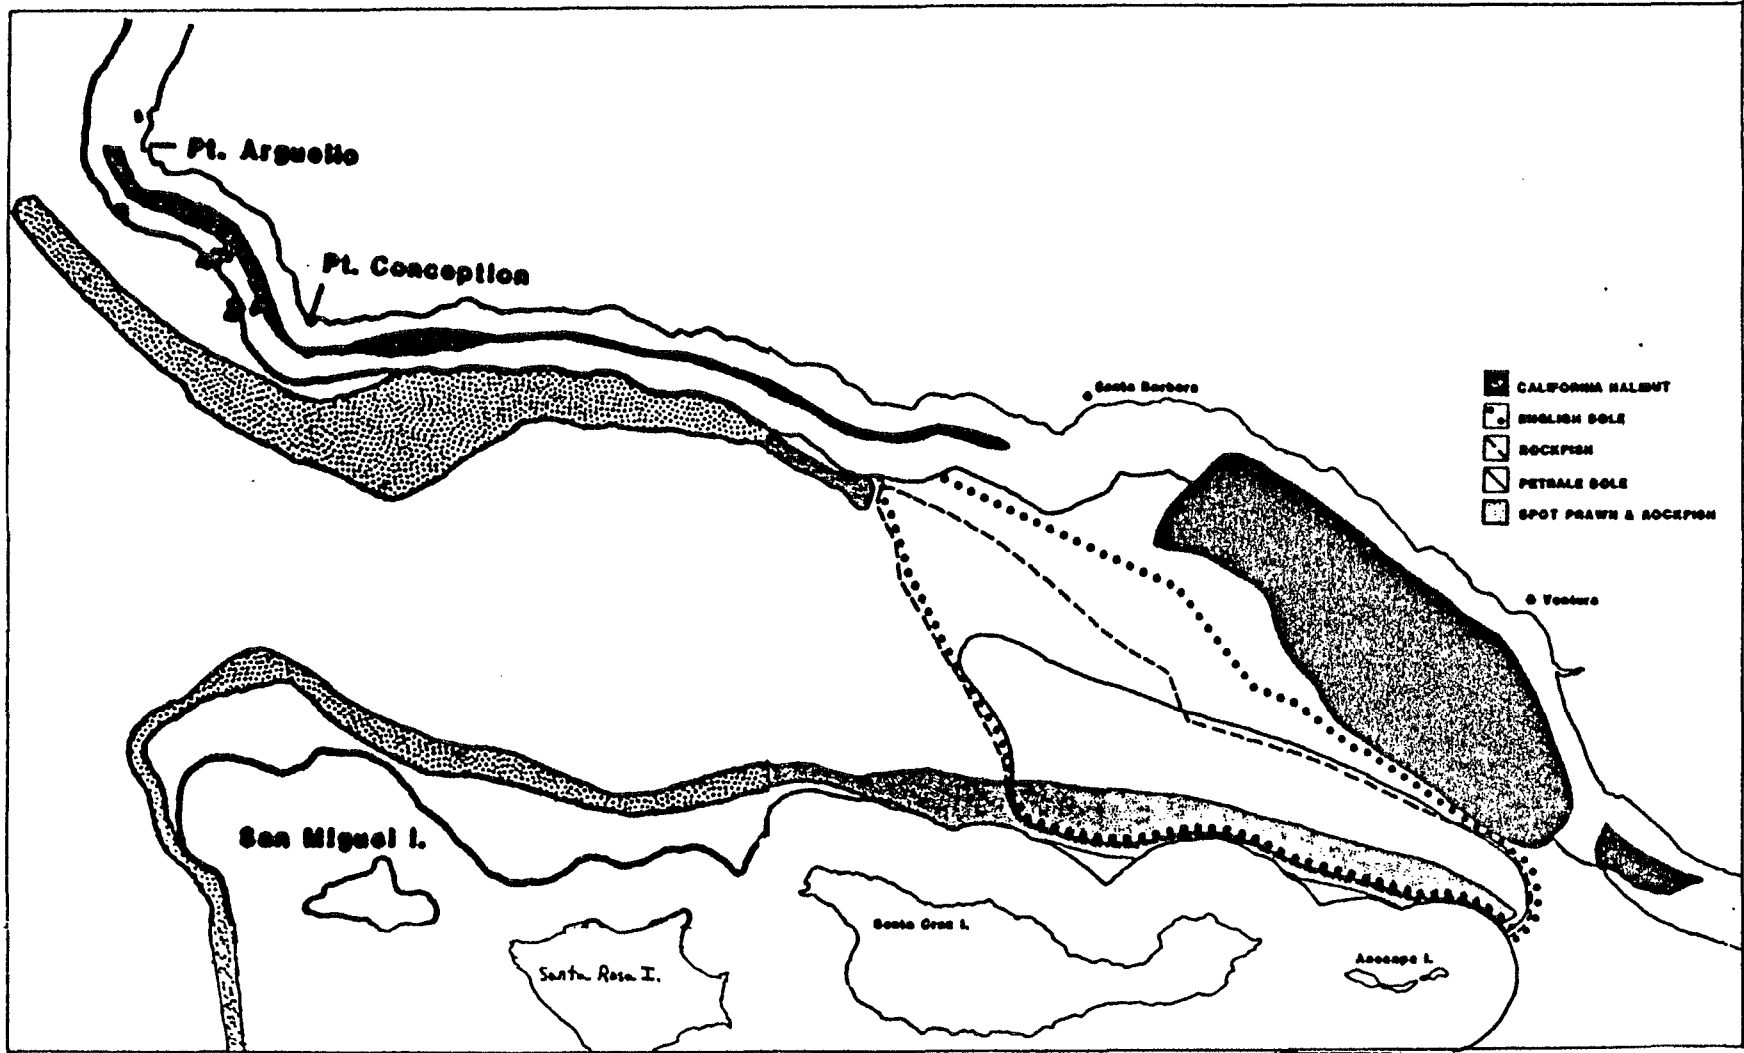 Pt. Arguello
Pt. Conception
Santa Barbara
CALIFORNIA HALIBUT
ENGLISH SOLE
ROCKFISH
PETRALE SOLE
SPOT PRAWN & ROCKFISH
Ventura
San Miguel I.
Santa Cruz I.
Santa Rosa I.
Anacapa I.